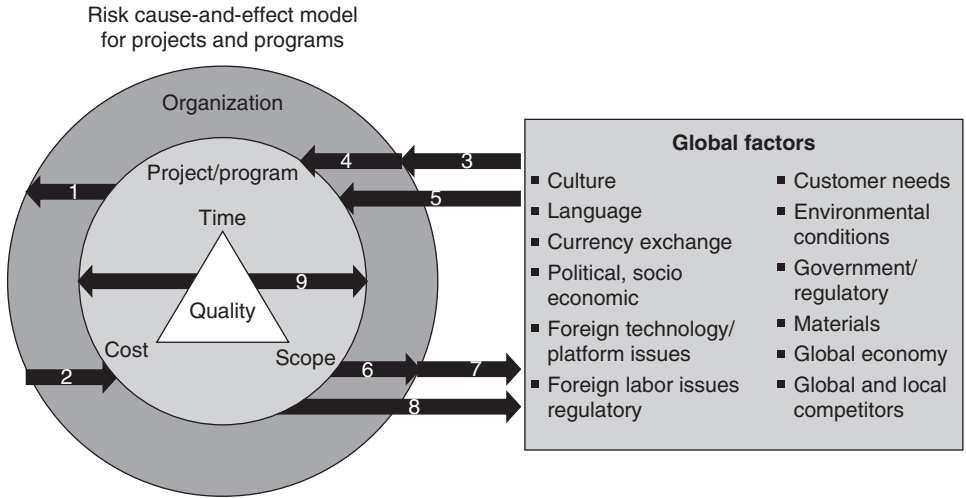 Risk cause-and-effect model
for projects and programs
Organization
Project/program
Time
Quality
Cost
Scope
1
2
3
4
5
6
7
8
9
Global factors
Culture
Language
Currency exchange
Political, socio
economic
Foreign technology/
platform issues
Foreign labor issues
regulatory
Customer needs
Environmental
conditions
Government/
regulatory
Materials
Global economy
Global and local
competitors